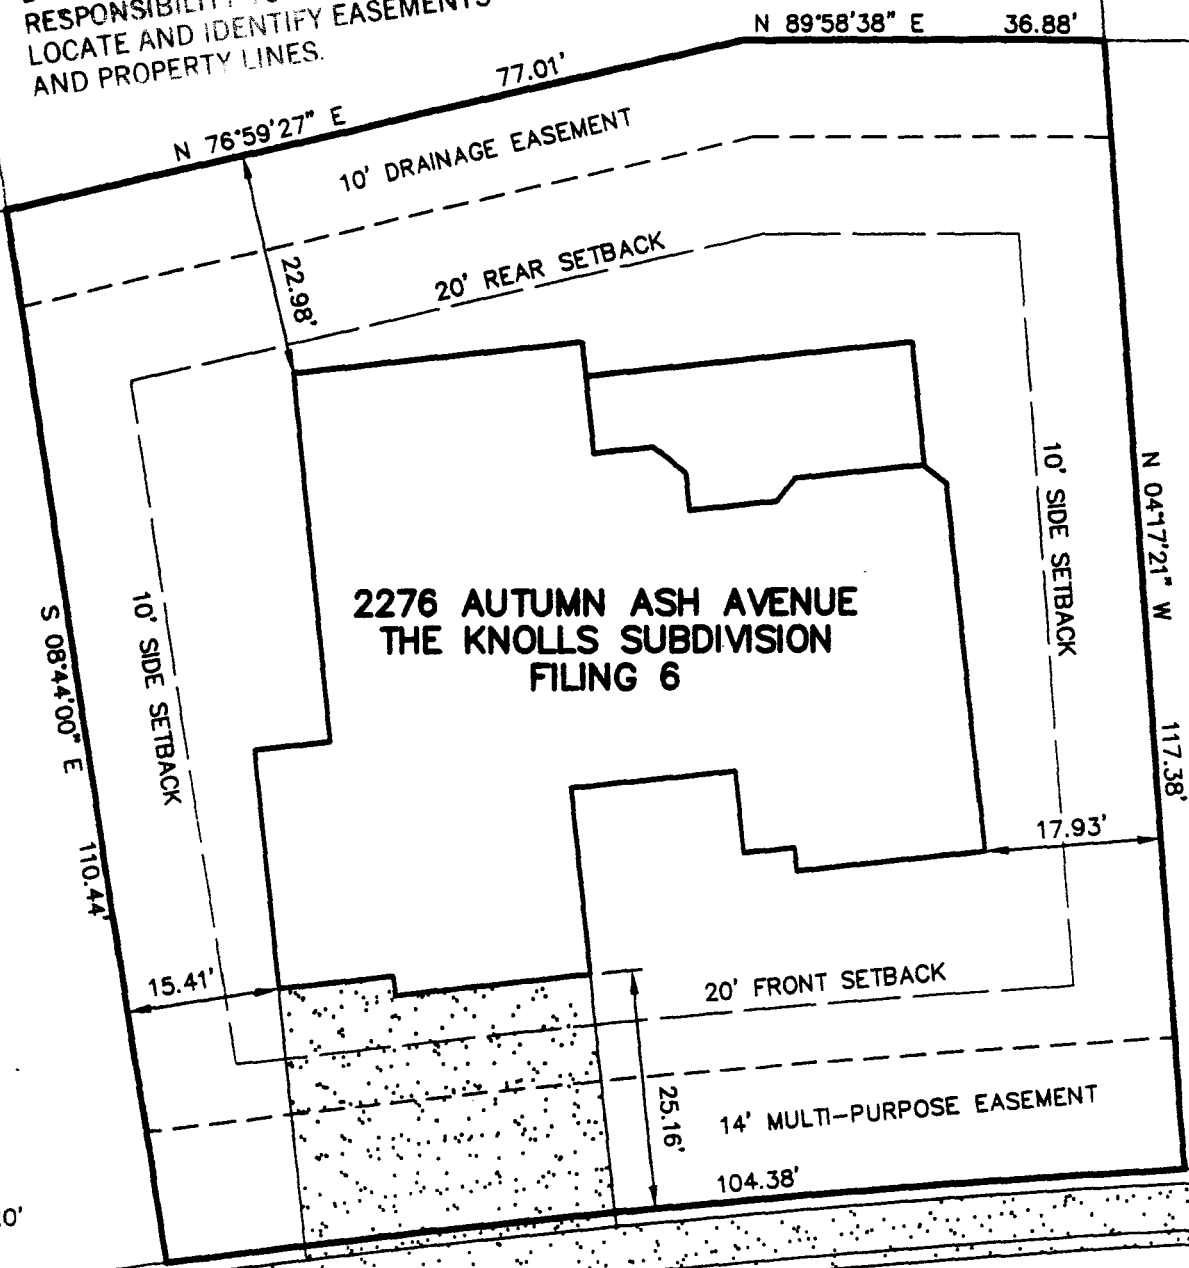 RESPONSIBILITY TO
LOCATE AND IDENTIFY EASEMENTS
AND PROPERTY LINES.
N 89°58'38" E 36.88'
N 76°59'27" E 77.01'
10' DRAINAGE EASEMENT
22.98'
20' REAR SETBACK
10' SIDE SETBACK
N 04°17'21" W 117.38'
2276 AUTUMN ASH AVENUE
THE KNOLLS SUBDIVISION
FILING 6
10' SIDE SETBACK
S 08°44'00" E 110.44'
17.93'
15.41'
20' FRONT SETBACK
25.16'
14' MULTI-PURPOSE EASEMENT
104.38'